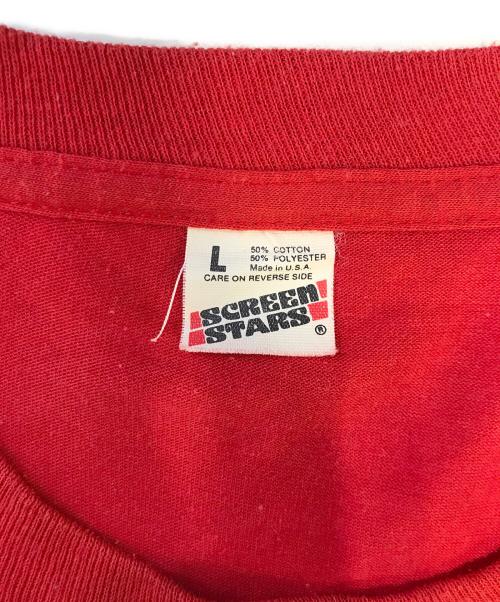 L
50% COTTON
50% POLYESTER
Made in U.S.A.
CARE ON REVERSE SIDE
SCREEN
STARS
®